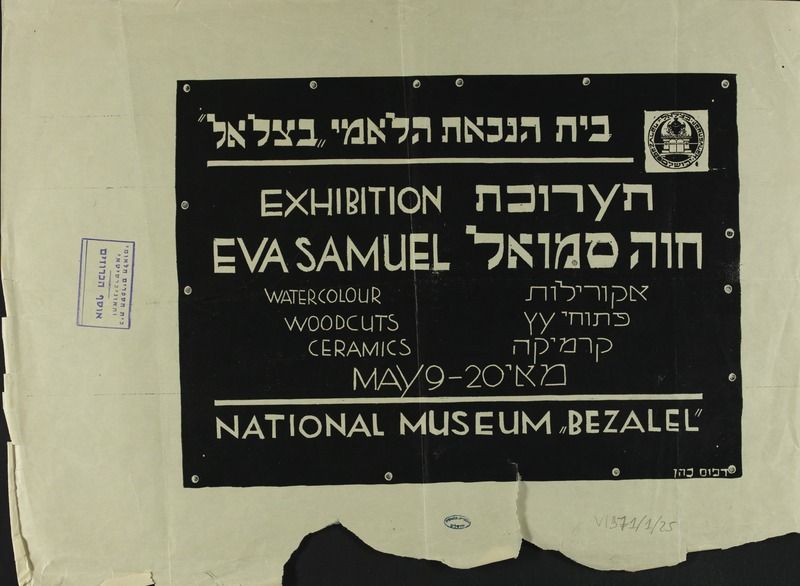 בית הנכאת הלאמי „בצלאל"
EXHIBITION תערוכת
EVA SAMUEL חוה סמואל
WATERCOLOUR אקורילות
WOODCUTS פתוחי עץ
CERAMICS קרמיקה
MAY 9-20 מאי
NATIONAL MUSEUM „BEZALEL"
דפוס כהן
VI371/1/25